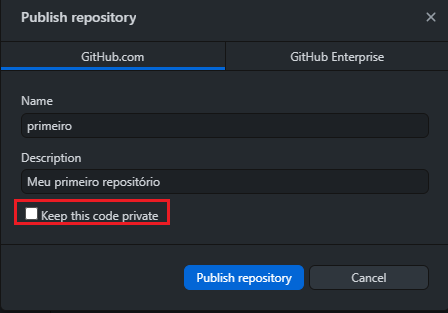 Publish repository
GitHub.com
GitHub Enterprise
Name
primeiro
Description
Meu primeiro repositório
Keep this code private
Publish repository
Cancel